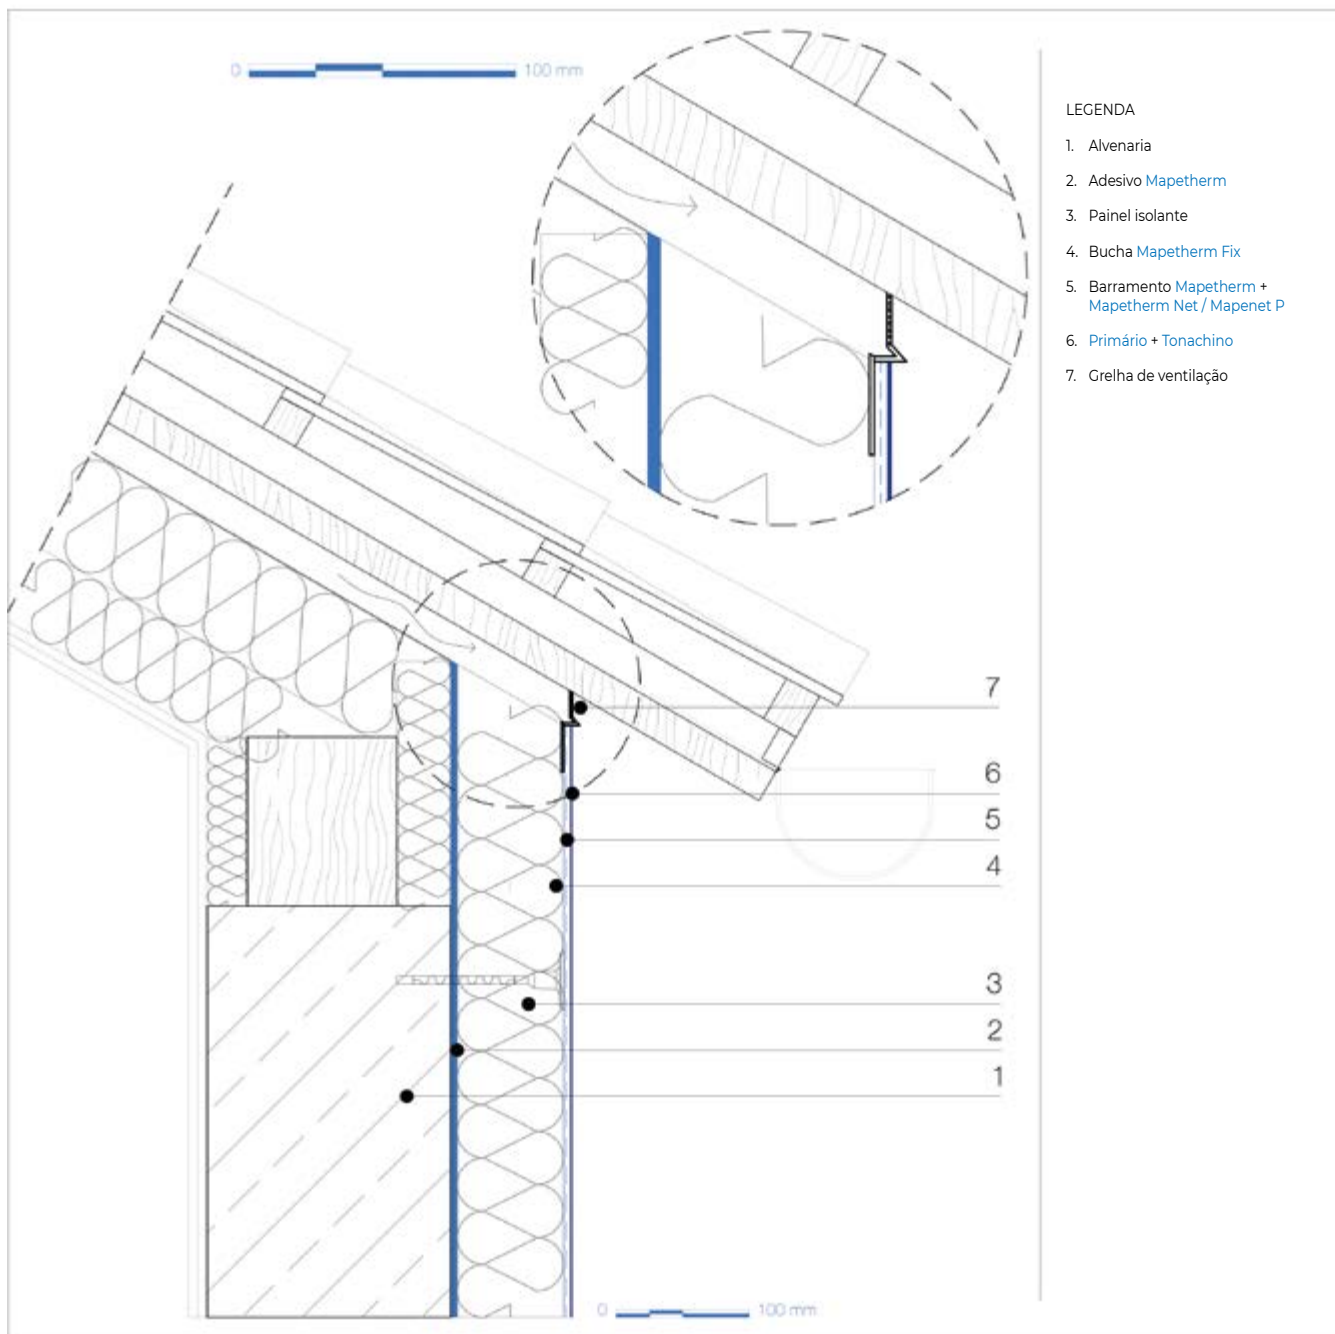 0 100 mm
LEGENDA
1. Alvenaria
2. Adesivo Mapetherm
3. Painel isolante
4. Bucha Mapetherm Fix
5. Barramento Mapetherm +
Mapetherm Net / Mapenet P
6. Primário + Tonachino
7. Grelha de ventilação
7
6
5
4
3
2
1
0 100 mm